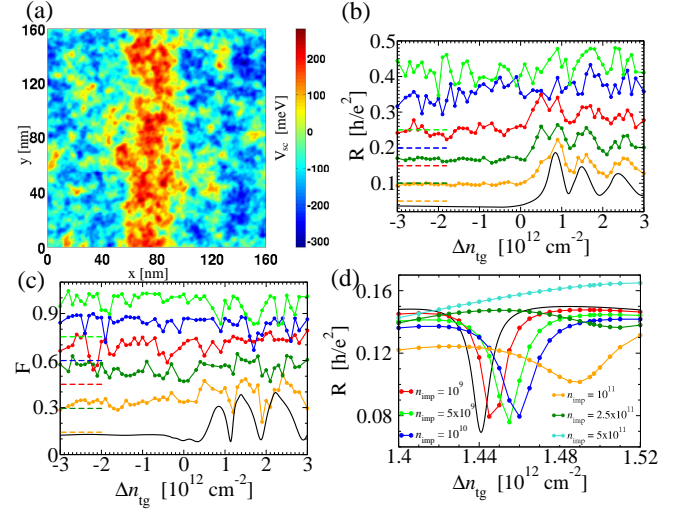 (a)
160
140
120
100
80
60
40
20
0
0 40 80 120 160
y [nm]
x [nm]
200
100
0
-100
-200
-300
V_sc [meV]
(b)
0.5
0.4
0.3
0.2
0.1
R [h/e²]
-3 -2 -1 0 1 2 3
Δn_tg [10¹² cm⁻²]
(c)
0.9
0.6
0.3
0
F
-3 -2 -1 0 1 2 3
Δn_tg [10¹² cm⁻²]
(d)
0.16
0.12
0.08
R [h/e²]
n_imp = 10⁹
n_imp = 5x10⁹
n_imp = 10¹⁰
n_imp = 10¹¹
n_imp = 2.5x10¹¹
n_imp = 5x10¹¹
1.4 1.44 1.48 1.52
Δn_tg [10¹² cm⁻²]